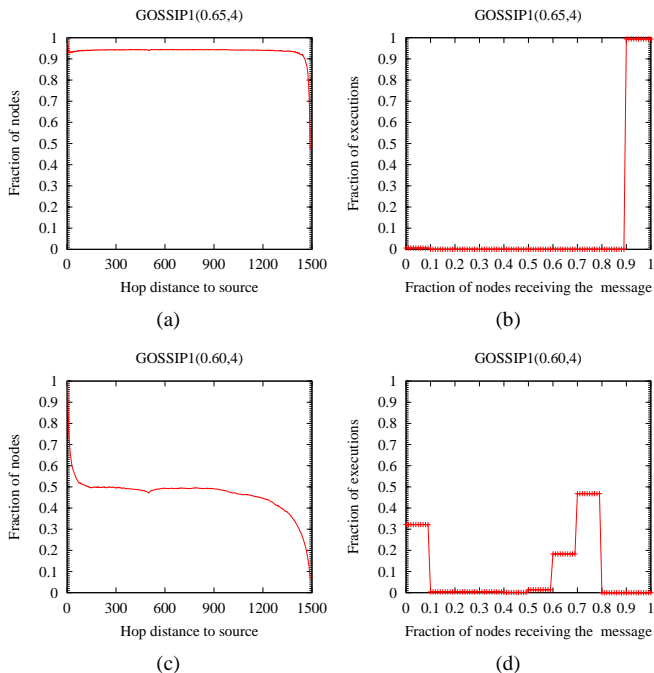 GOSSIP1(0.65,4)
1
0.9
0.8
0.7
0.6
0.5
0.4
0.3
0.2
0.1
0
Fraction of nodes
0 300 600 900 1200 1500
Hop distance to source
(a)
GOSSIP1(0.65,4)
1
0.9
0.8
0.7
0.6
0.5
0.4
0.3
0.2
0.1
0
Fraction of executions
0 0.1 0.2 0.3 0.4 0.5 0.6 0.7 0.8 0.9 1
Fraction of nodes receiving the message
(b)
GOSSIP1(0.60,4)
1
0.9
0.8
0.7
0.6
0.5
0.4
0.3
0.2
0.1
0
Fraction of nodes
0 300 600 900 1200 1500
Hop distance to source
(c)
GOSSIP1(0.60,4)
1
0.9
0.8
0.7
0.6
0.5
0.4
0.3
0.2
0.1
0
Fraction of executions
0 0.1 0.2 0.3 0.4 0.5 0.6 0.7 0.8 0.9 1
Fraction of nodes receiving the message
(d)